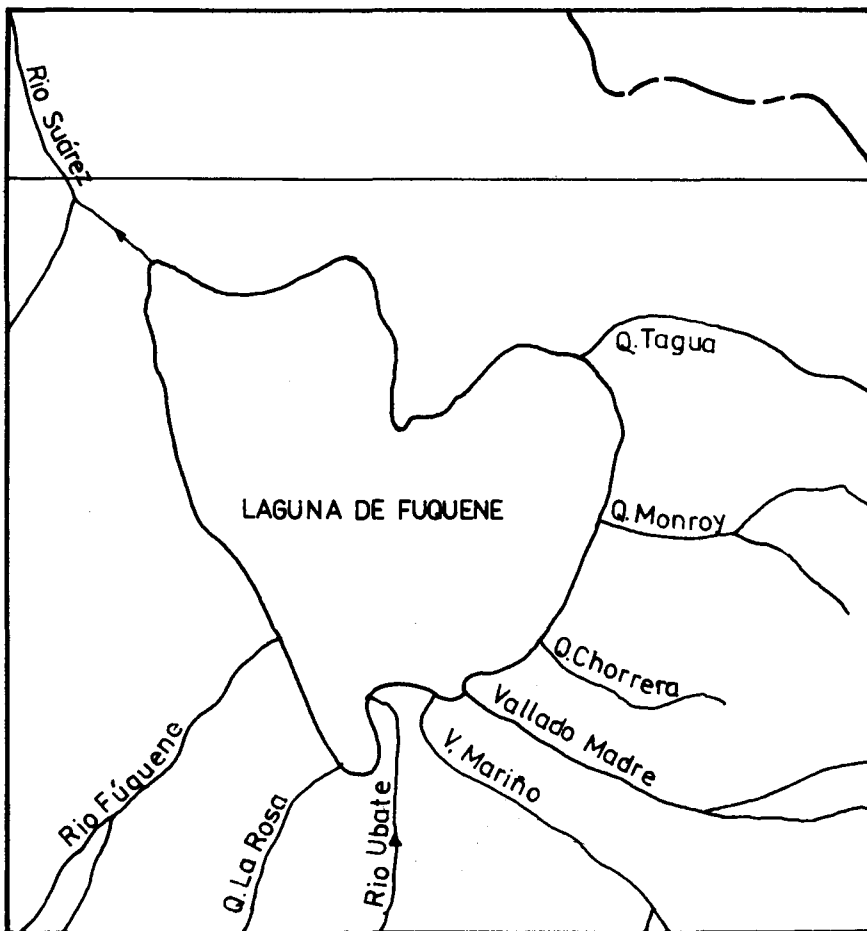 Rio Suárez
Q. Tagua
LAGUNA DE FUQUENE
Q. Monroy
Q. Chorrera
Vallado Madre
V. Mariño
Rio Fúquene
Q. La Rosa
Rio Ubate